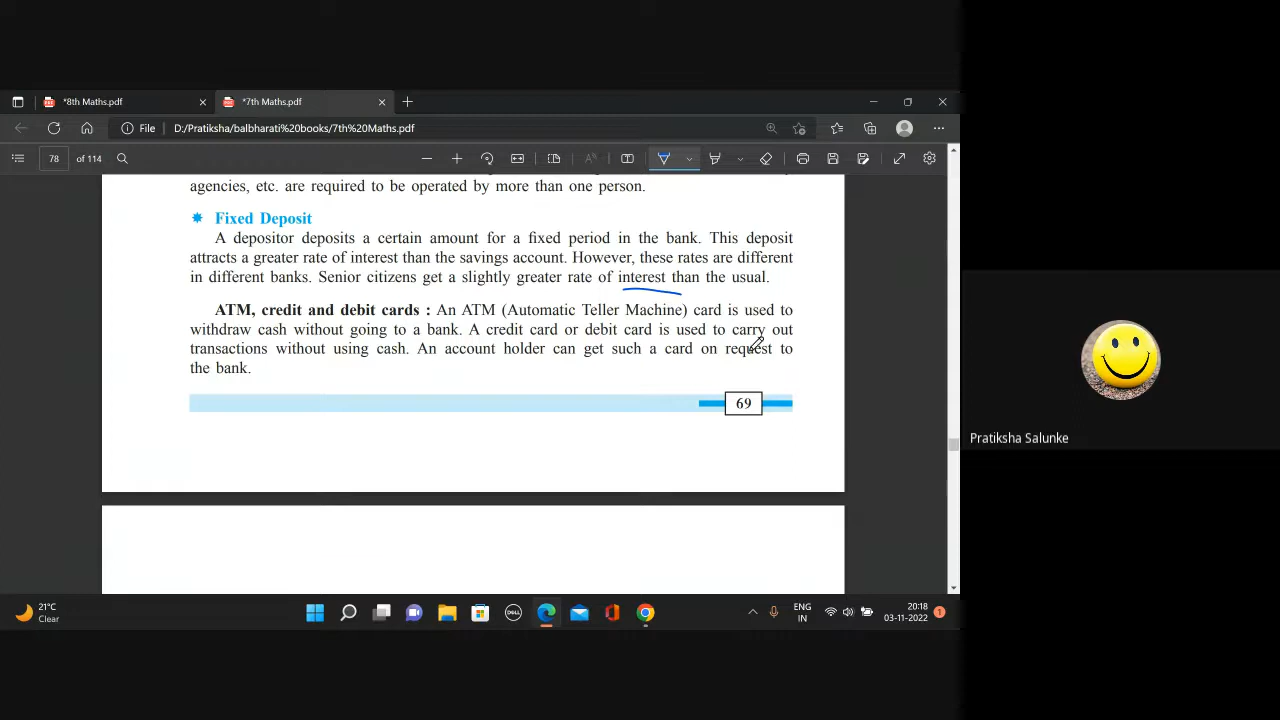 *8th Maths.pdf
*7th Maths.pdf
File D:/Pratiksha/balbharati%20books/7th%20Maths.pdf
78 of 114
agencies, etc. are required to be operated by more than one person.
Fixed Deposit
A depositor deposits a certain amount for a fixed period in the bank. This deposit
attracts a greater rate of interest than the savings account. However, these rates are different
in different banks. Senior citizens get a slightly greater rate of interest than the usual.
ATM, credit and debit cards : An ATM (Automatic Teller Machine) card is used to
withdraw cash without going to a bank. A credit card or debit card is used to carry out
transactions without using cash. An account holder can get such a card on request to
the bank.
69
Pratiksha Salunke
21°C
Clear
DELL
ENG
IN
20:18
03-11-2022
1